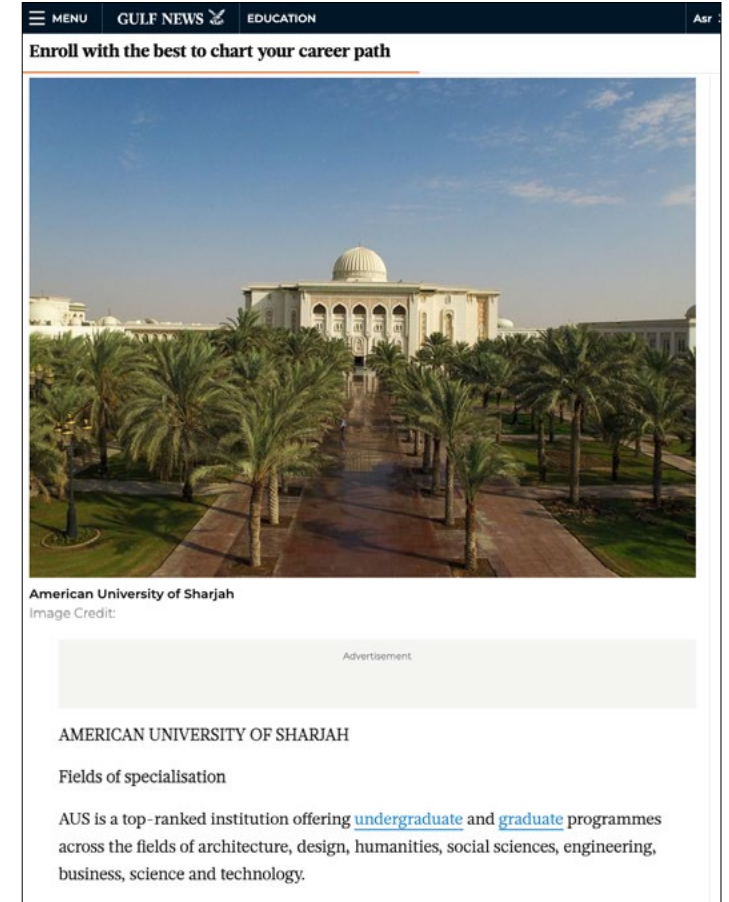 MENU GULF NEWS EDUCATION Asr
Enroll with the best to chart your career path
American University of Sharjah
Image Credit:
Advertisement
AMERICAN UNIVERSITY OF SHARJAH
Fields of specialisation
AUS is a top-ranked institution offering undergraduate and graduate programmes
across the fields of architecture, design, humanities, social sciences, engineering,
business, science and technology.